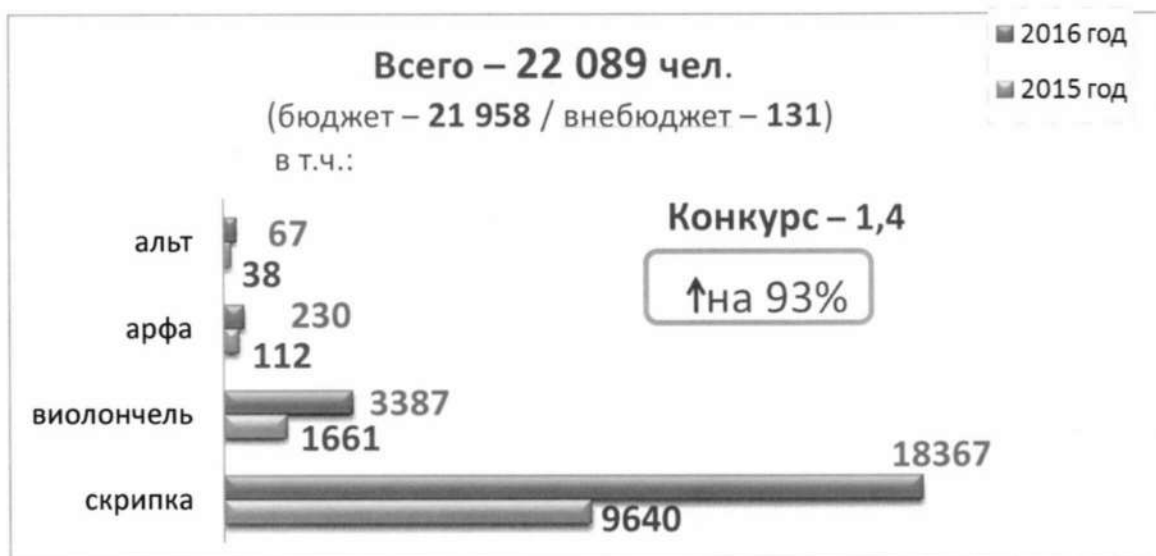 2016 год
2015 год
Всего – 22 089 чел.
(бюджет – 21 958 / внебюджет – 131)
в т.ч.:
Конкурс – 1,4
↑на 93%
альт
67
38
арфа
230
112
виолончель
3387
1661
скрипка
18367
9640